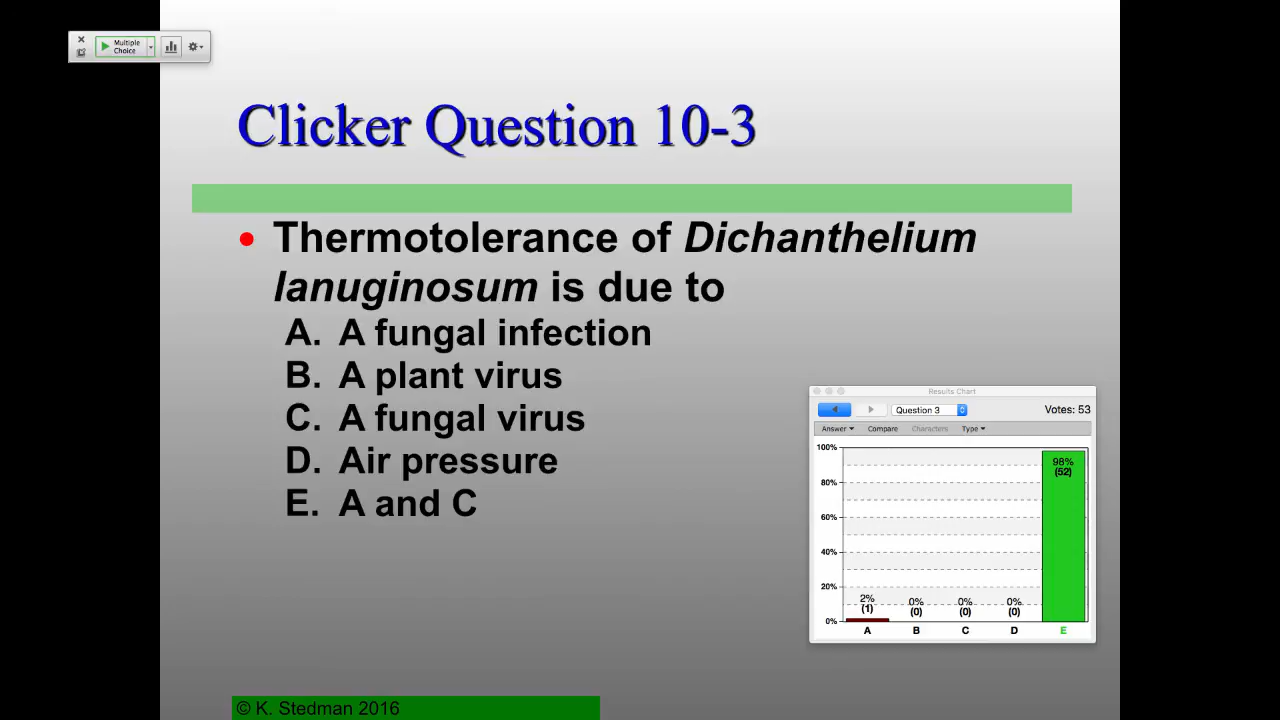 Multiple
Choice
Clicker Question 10-3
Thermotolerance of Dichanthelium
lanuginosum is due to
A. A fungal infection
B. A plant virus
C. A fungal virus
D. Air pressure
E. A and C
Results Chart
Question 3
Votes: 53
Answer Compare Characters Type
100%
80%
60%
40%
20%
0%
98%
(52)
2% 0% 0% 0%
(1) (0) (0) (0)
A B C D E
© K. Stedman 2016